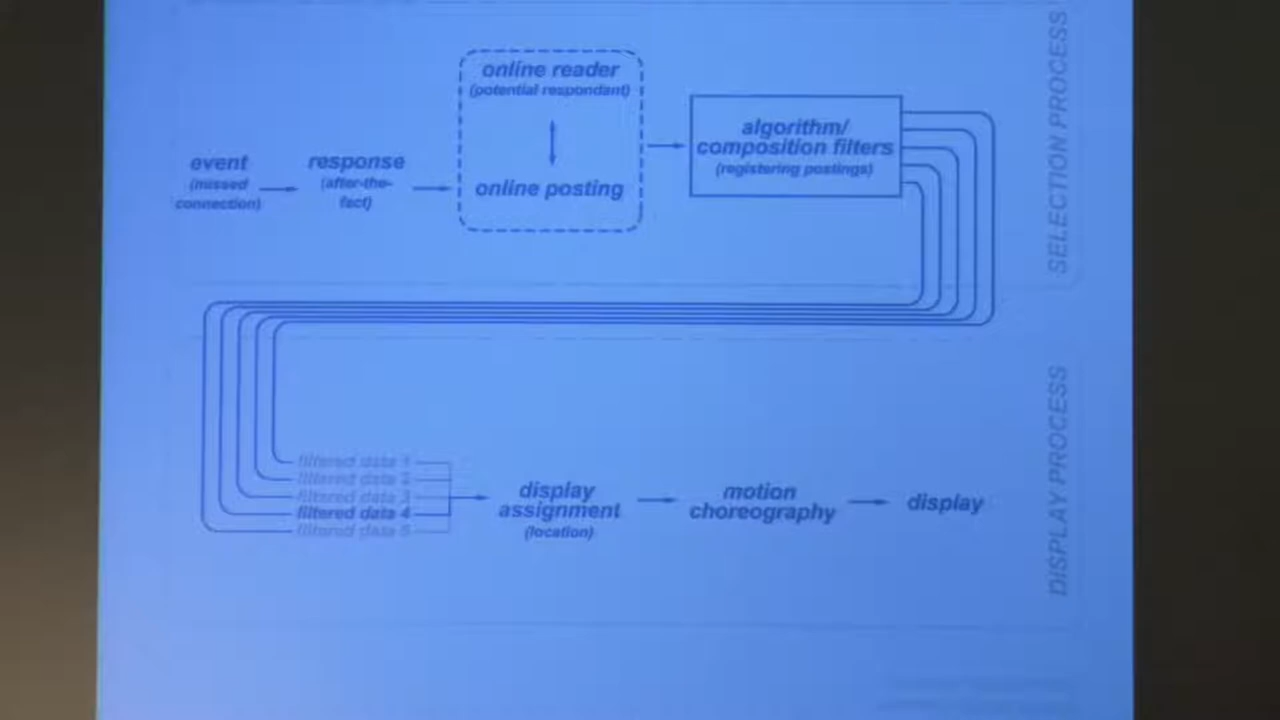 online reader
(potential respondant)
online posting
event
(missed
connection)
response
(after-the-
fact)
algorithm/
composition filters
(registering postings)
SELECTION PROCESS
filtered data 1
filtered data 2
filtered data 3
filtered data 4
filtered data 5
display
assignment
(location)
motion
choreography
display
DISPLAY PROCESS